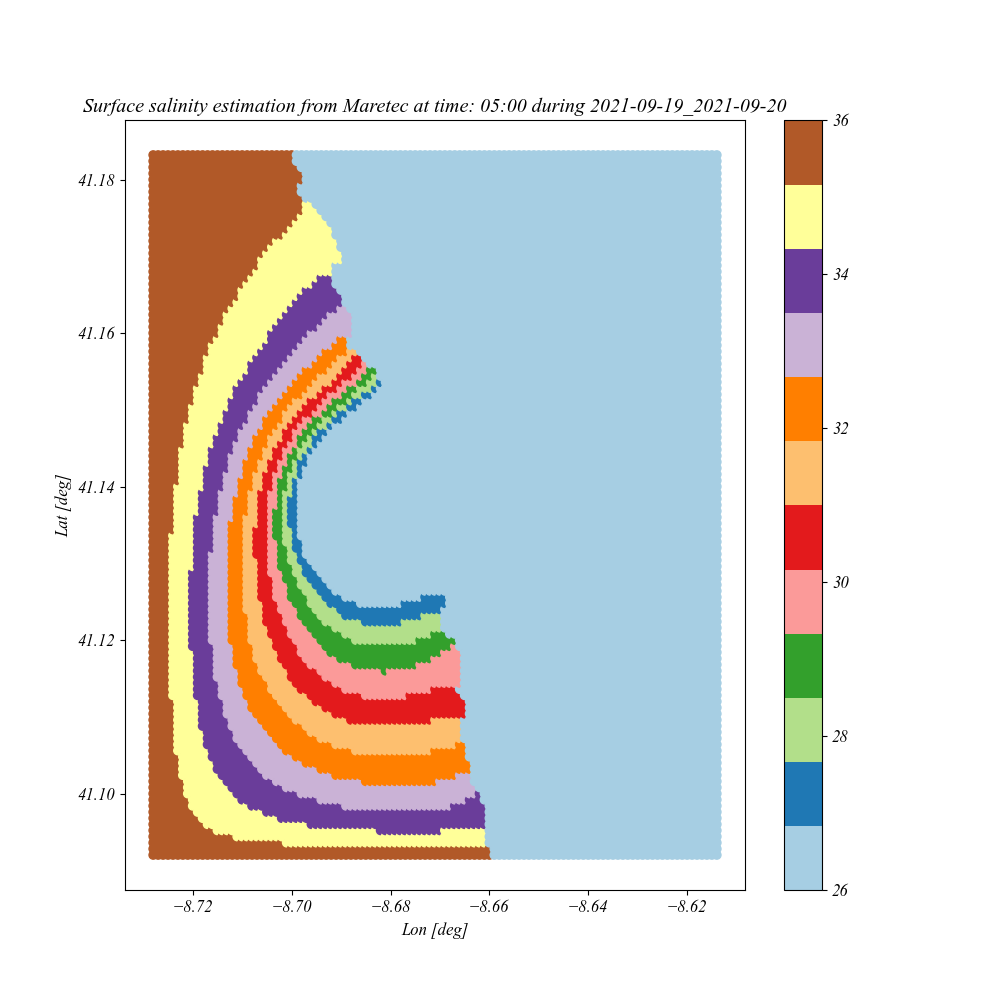 Surface salinity estimation from Maretec at time: 05:00 during 2021-09-19_2021-09-20
36
41.18
34
41.16
32
41.14
Lat [deg]
30
41.12
28
41.10
26
−8.72 −8.70 −8.68 −8.66 −8.64 −8.62
Lon [deg]